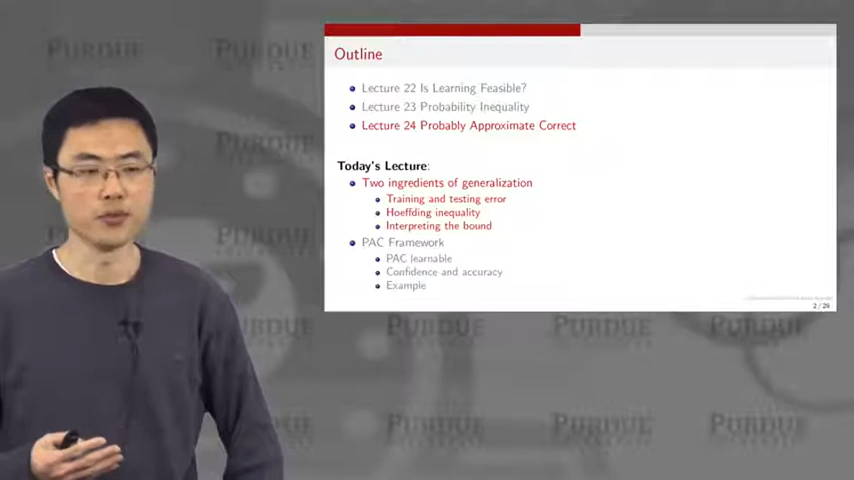 PURDUE
PURDUE
Outline
Lecture 22 Is Learning Feasible?
Lecture 23 Probability Inequality
Lecture 24 Probably Approximate Correct
Today's Lecture:
Two ingredients of generalization
Training and testing error
Hoeffding inequality
Interpreting the bound
PAC Framework
PAC learnable
Confidence and accuracy
Example
2 / 26
PURDUE
PURDUE
PURDUE
PURDUE
PURDUE
PURDUE